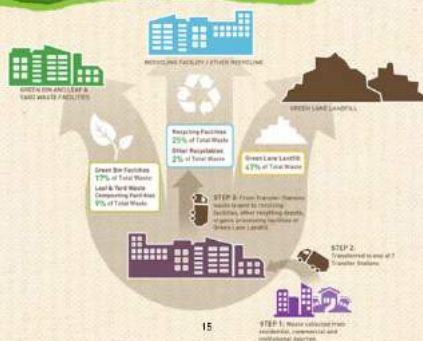 RECYCLING FACILITY / OTHER RECYCLING
GREEN BIN AND LEAF &
YARD WASTE FACILITIES
GREEN LANE LANDFILL
Recycling Facilities
25% of Total Waste
Other Recyclables
2% of Total Waste
Green Bin Facilities
17% of Total Waste
Leaf & Yard Waste
Composting Facilities
9% of Total Waste
Green Lane Landfill
47% of Total Waste
STEP 3: From Transfer Stations
waste is sent to recycling
facilities, other recycling depots,
organic processing facilities or
Green Lane Landfill.
STEP 2:
Transferred to one of 7
Transfer Stations.
15
STEP 1: Waste collected from
residential, commercial and
institutional sources.